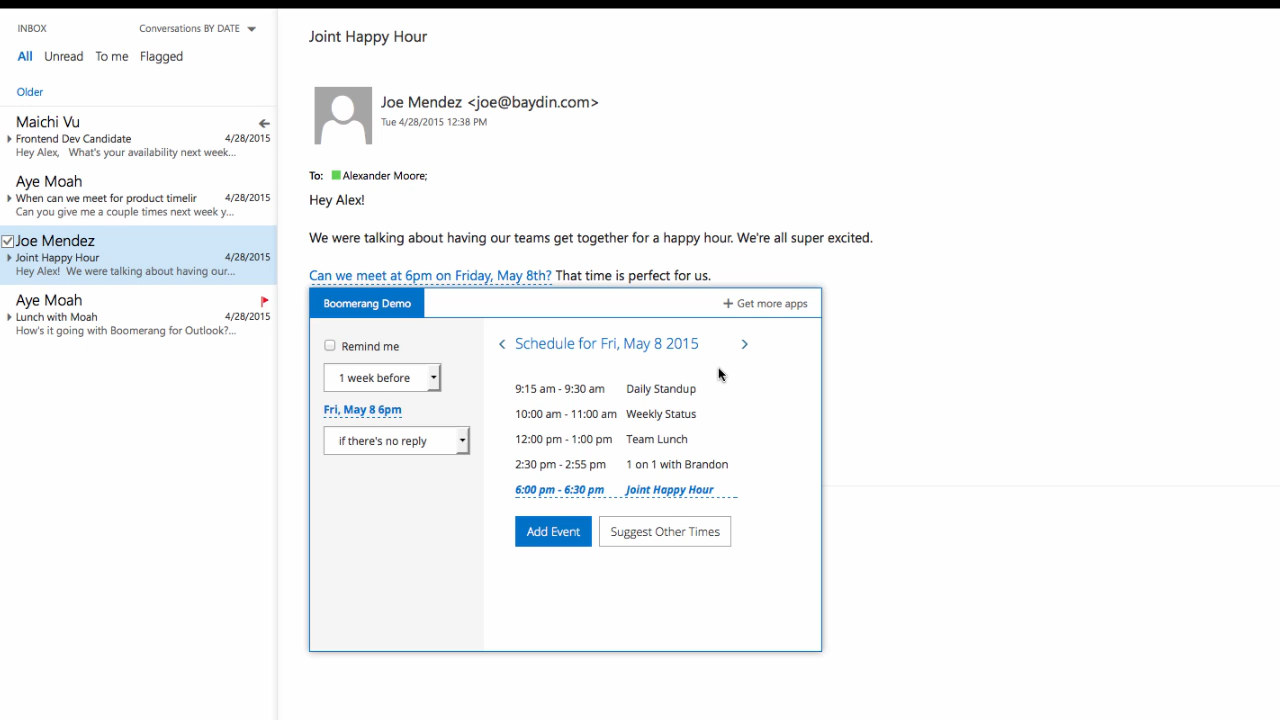 INBOX
Conversations BY DATE
All Unread To me Flagged
Older
Maichi Vu
Frontend Dev Candidate 4/28/2015
Hey Alex, What's your availability next week...
Aye Moah
When can we meet for product timelir 4/28/2015
Can you give me a couple times next week y...
Joe Mendez
Joint Happy Hour 4/28/2015
Hey Alex! We were talking about having our...
Aye Moah
Lunch with Moah 4/28/2015
How's it going with Boomerang for Outlook?...
Joint Happy Hour
Joe Mendez <joe@baydin.com>
Tue 4/28/2015 12:38 PM
To: Alexander Moore;
Hey Alex!
We were talking about having our teams get together for a happy hour. We're all super excited.
Can we meet at 6pm on Friday, May 8th? That time is perfect for us.
Boomerang Demo
+ Get more apps
Remind me
1 week before
Fri, May 8 6pm
if there's no reply
Schedule for Fri, May 8 2015
9:15 am - 9:30 am Daily Standup
10:00 am - 11:00 am Weekly Status
12:00 pm - 1:00 pm Team Lunch
2:30 pm - 2:55 pm 1 on 1 with Brandon
6:00 pm - 6:30 pm Joint Happy Hour
Add Event Suggest Other Times